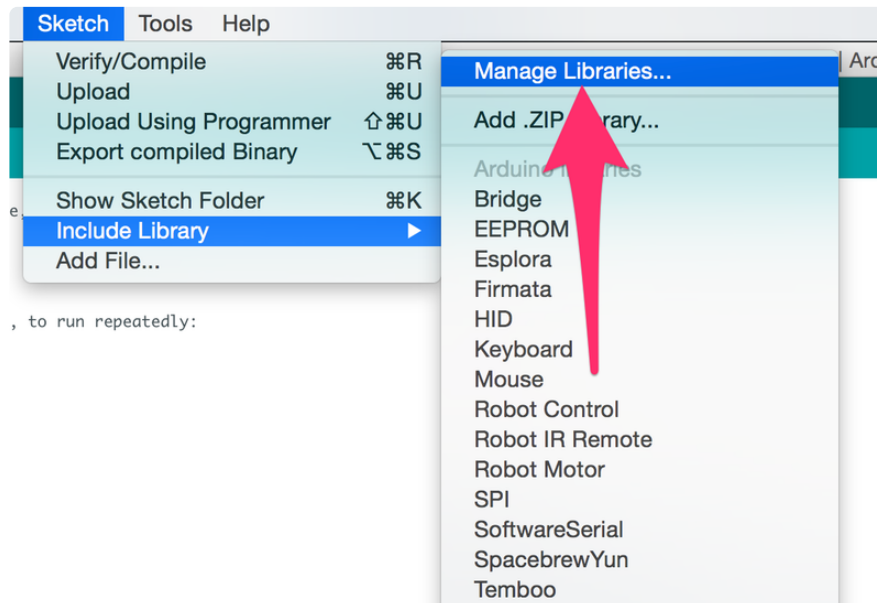 Sketch Tools Help
Verify/Compile ⌘R
Upload ⌘U
Upload Using Programmer ⇧⌘U
Export compiled Binary ⌥⌘S
Show Sketch Folder ⌘K
Include Library ▶
Add File...
Manage Libraries...
Add .ZIP
Bridge
EEPROM
Esplora
Firmata
HID
Keyboard
Mouse
Robot Control
Robot IR Remote
Robot Motor
SPI
SoftwareSerial
SpacebrewYun
Temboo
, to run repeatedly: